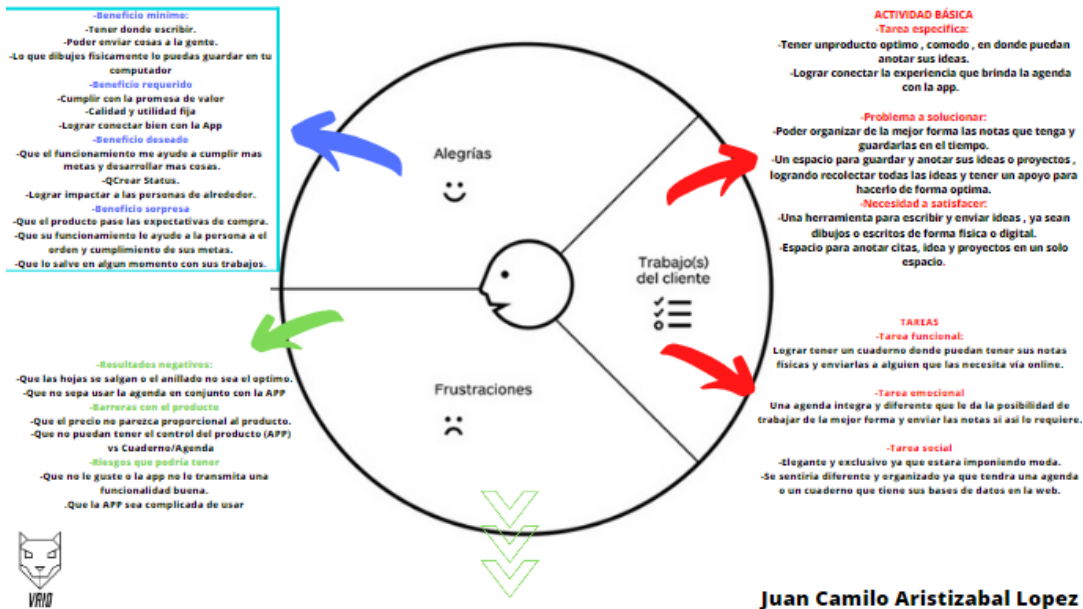 -Beneficio mínimo:
-Tener donde escribir.
-Poder enviar cosas a la gente.
-Lo que dibujes fisicamente lo puedas guardar en tu
computador
-Beneficio requerido
-Cumplir con la promesa de valor
-Calidad y utilidad fija
-Lograr conectar bien con la App
-Beneficio deseado
-Que el funcionamiento me ayude a cumplir mas
metas y desarrollar mas cosas.
-QCrear Status.
-Lograr impactar a las personas de alrededor.
-Beneficio sorpresa
-Que el producto pase las expectativas de compra.
-Que su funcionamiento le ayude a la persona a el
orden y cumplimiento de sus metas.
-Que lo salve en algun momento con sus trabajos.
-Resultados negativos:
-Que las hojas se salgan o el anillado no sea el optimo.
-Que no sepa usar la agenda en conjunto con la APP
-Barreras con el producto
-Que el precio no parezca proporcional al producto.
-Que no puedan tener el control del producto (APP)
vs Cuaderno/Agenda
-Riesgos que podría tener
-Que no le guste o la app no le transmita una
funcionalidad buena.
.Que la APP sea complicada de usar
VRIO
Alegrías
Trabajo(s)
del cliente
Frustraciones
ACTIVIDAD BÁSICA
-Tarea especifica:
-Tener unproducto optimo , comodo , en donde puedan
anotar sus ideas.
-Lograr conectar la experiencia que brinda la agenda
con la app.
-Problema a solucionar:
-Poder organizar de la mejor forma las notas que tenga y
guardarlas en el tiempo.
-Un espacio para guardar y anotar sus ideas o proyectos ,
logrando recolectar todas las ideas y tener un apoyo para
hacerlo de forma optima.
-Necesidad a satisfacer:
-Una herramienta para escribir y enviar ideas , ya sean
dibujos o escritos de forma fisica o digital.
-Espacio para anotar citas, idea y proyectos en un solo
espacio.
TAREAS
-Tarea funcional:
Lograr tener un cuaderno donde puedan tener sus notas
físicas y enviarlas a alguien que las necesita vía online.
-Tarea emocional
Una agenda integra y diferente que le da la posibilidad de
trabajar de la mejor forma y enviar las notas si asi lo requiere.
-Tarea social
-Elegante y exclusivo ya que estara imponiendo moda.
-Se sentiria diferente y organizado ya que tendra una agenda
o un cuaderno que tiene sus bases de datos en la web.
Juan Camilo Aristizabal Lopez